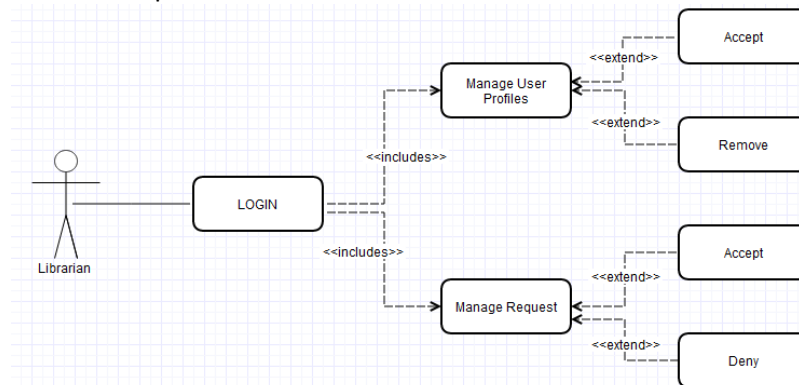 Accept
<<extend>>
Manage User
Profiles
<<extend>>
Remove
<<includes>>
LOGIN
Librarian
<<includes>>
Accept
<<extend>>
Manage Request
<<extend>>
Deny